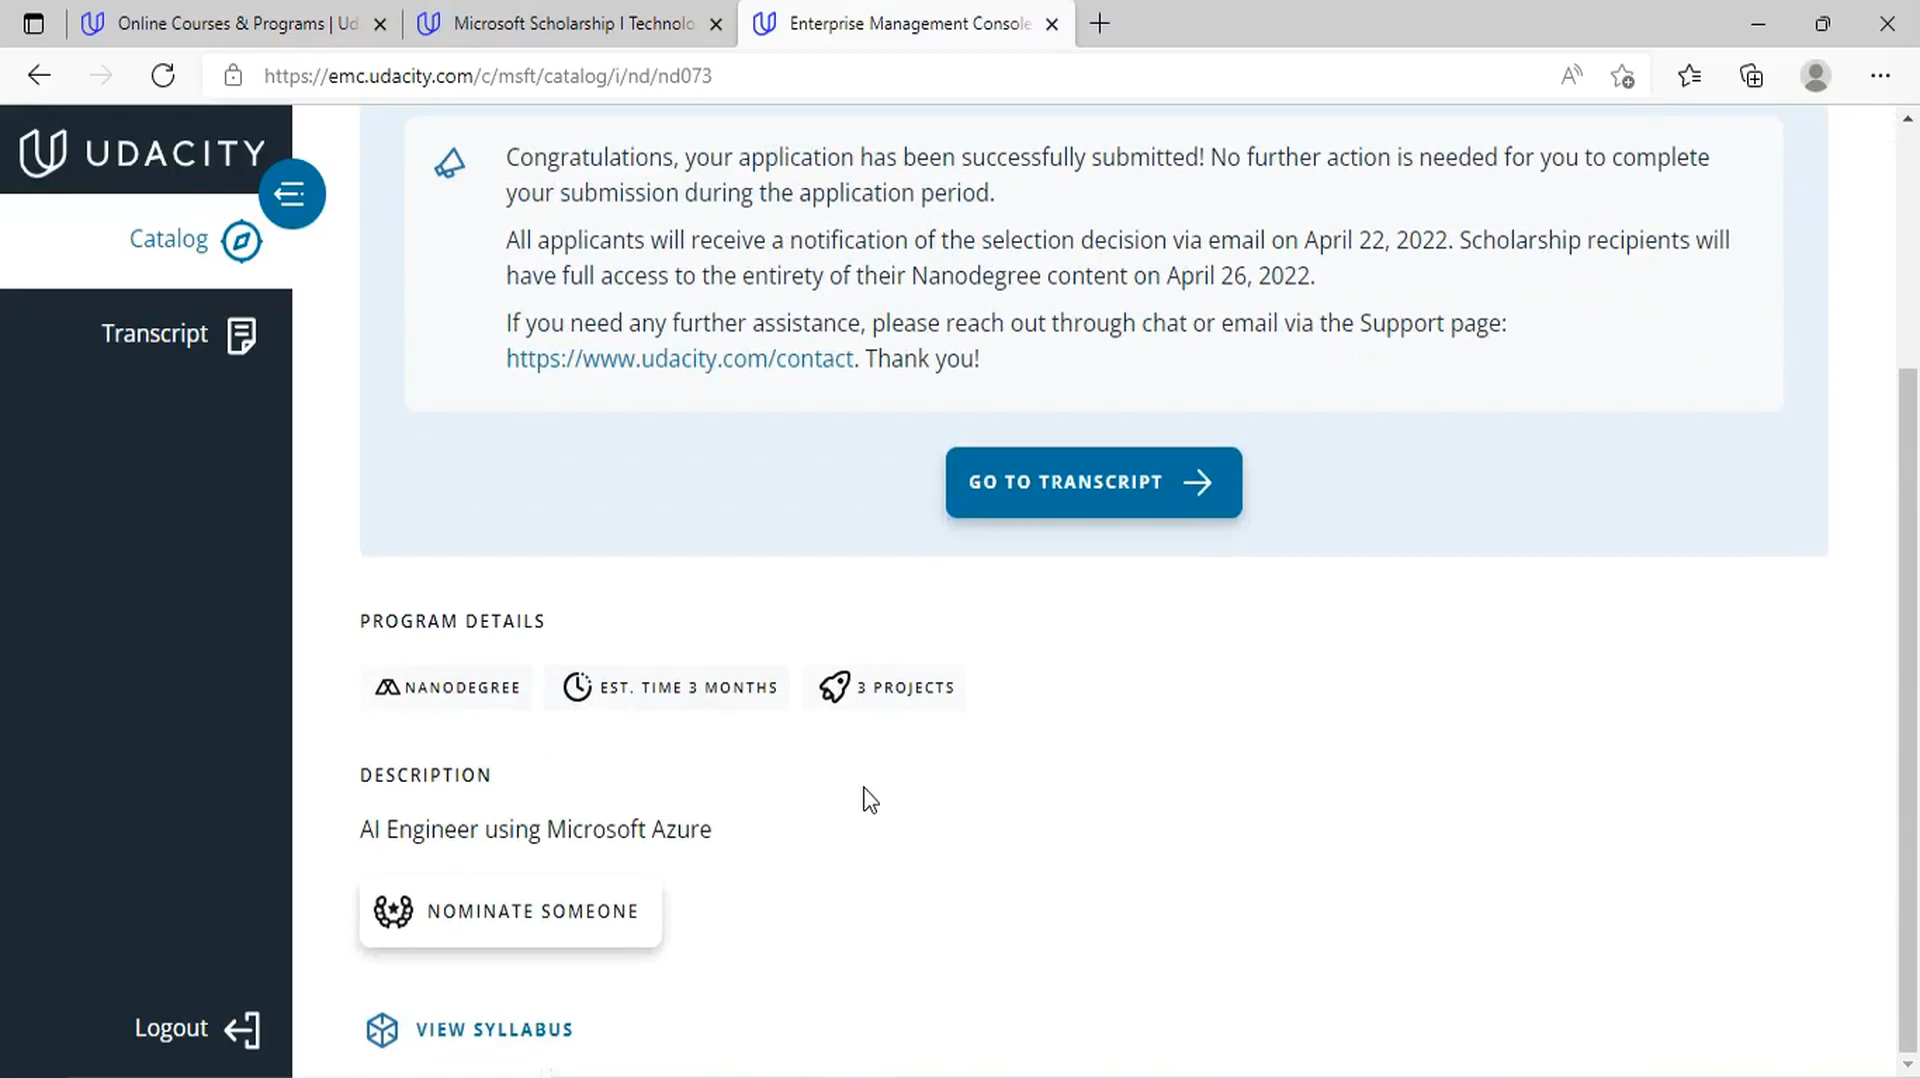 Online Courses & Programs | Ud
Microsoft Scholarship I Technolo
Enterprise Management Console
https://emc.udacity.com/c/msft/catalog/i/nd/nd073
UDACITY
Catalog
Transcript
Logout
Congratulations, your application has been successfully submitted! No further action is needed for you to complete
your submission during the application period.
All applicants will receive a notification of the selection decision via email on April 22, 2022. Scholarship recipients will
have full access to the entirety of their Nanodegree content on April 26, 2022.
If you need any further assistance, please reach out through chat or email via the Support page:
https://www.udacity.com/contact. Thank you!
GO TO TRANSCRIPT
PROGRAM DETAILS
NANODEGREE
EST. TIME 3 MONTHS
3 PROJECTS
DESCRIPTION
AI Engineer using Microsoft Azure
NOMINATE SOMEONE
VIEW SYLLABUS